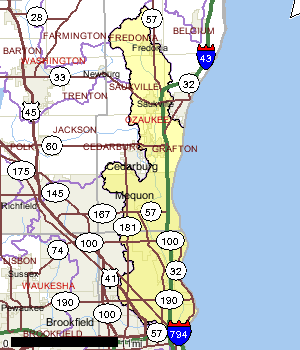 28
57
BELGIUM
FARMINGTON
FREDONIA
Fredonia
BARTON
43
WASHINGTON
33
Newburg
SAUKVILLE
32
TRENTON
Saukville
45
OZAUKEE
JACKSON
POLK
60
CEDARBURG
GRAFTON
Cedarburg
175
145
Mequon
Richfield
167
57
181
74
100
100
LISBON
Sussex
32
41
WAUKESHA
190
190
Pewaukee
100
Brookfield
BROOKFIELD
57
794
0